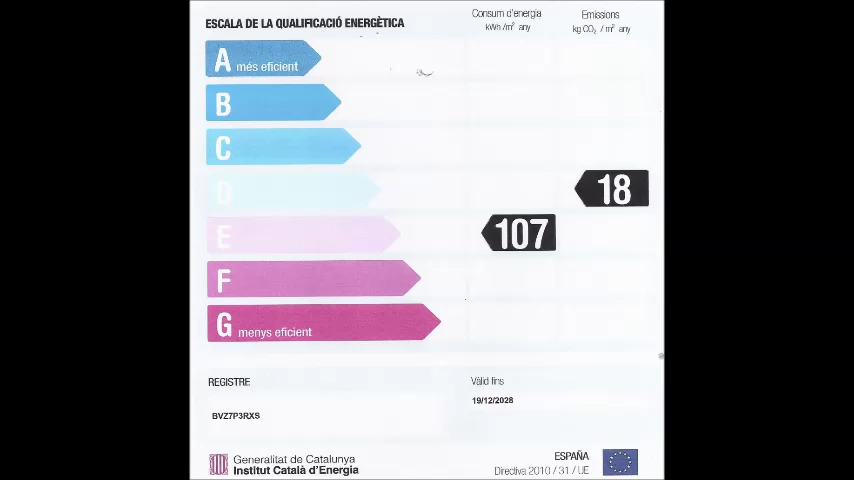 ESCALA DE LA QUALIFICACIÓ ENERGÈTICA
Consum d'energia
kWh /m² any
Emissions
kg CO₂ / m² any
A més eficient
B
C
D
18
E
107
F
G menys eficient
REGISTRE
Vàlid fins
19/12/2028
BVZ7P3RXS
Generalitat de Catalunya
Institut Català d'Energia
ESPAÑA
Directiva 2010 / 31 / UE